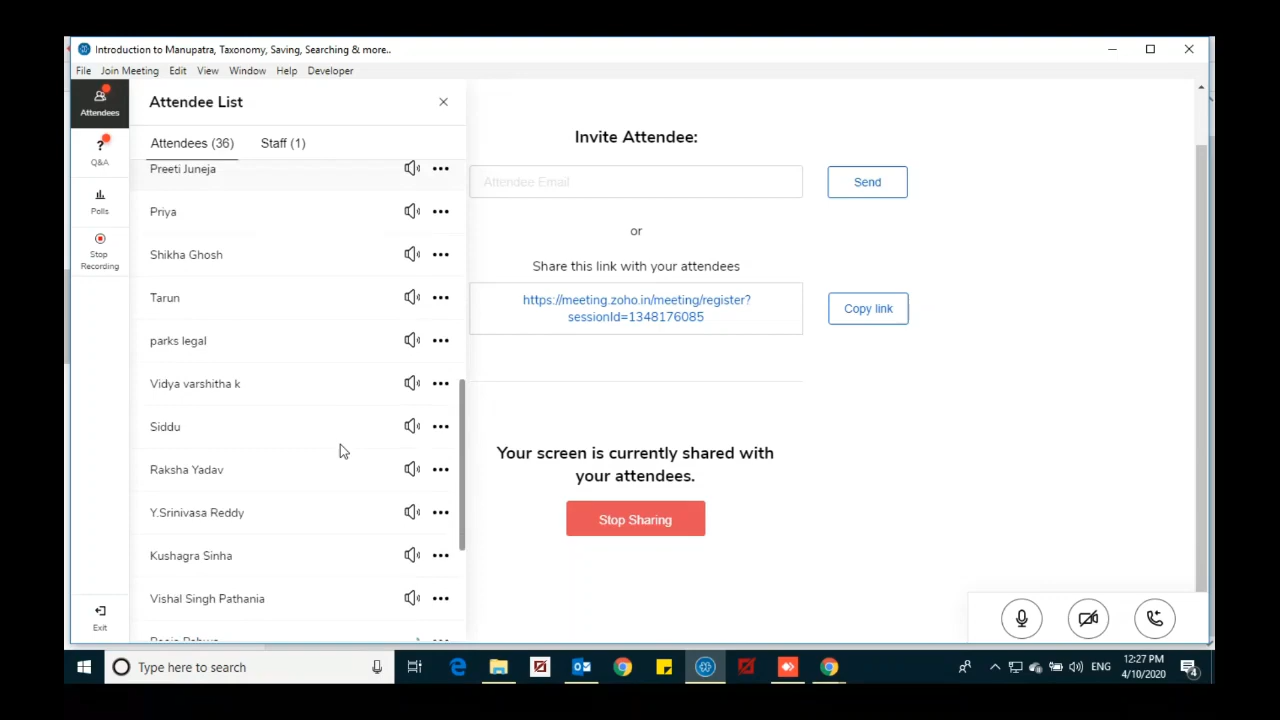 Introduction to Manupatra, Taxonomy, Saving, Searching & more..
File Join Meeting Edit View Window Help Developer
Attendees
?
Q&A
Polls
Stop
Recording
Exit
Attendee List
Attendees (36) Staff (1)
Preeti Juneja
Priya
Shikha Ghosh
Tarun
parks legal
Vidya varshitha k
Siddu
Raksha Yadav
Y.Srinivasa Reddy
Kushagra Sinha
Vishal Singh Pathania
Invite Attendee:
Attendee Email
Send
or
Share this link with your attendees
https://meeting.zoho.in/meeting/register?
sessionId=1348176085
Copy link
Your screen is currently shared with
your attendees.
Stop Sharing
Type here to search
ENG
12:27 PM
4/10/2020
4